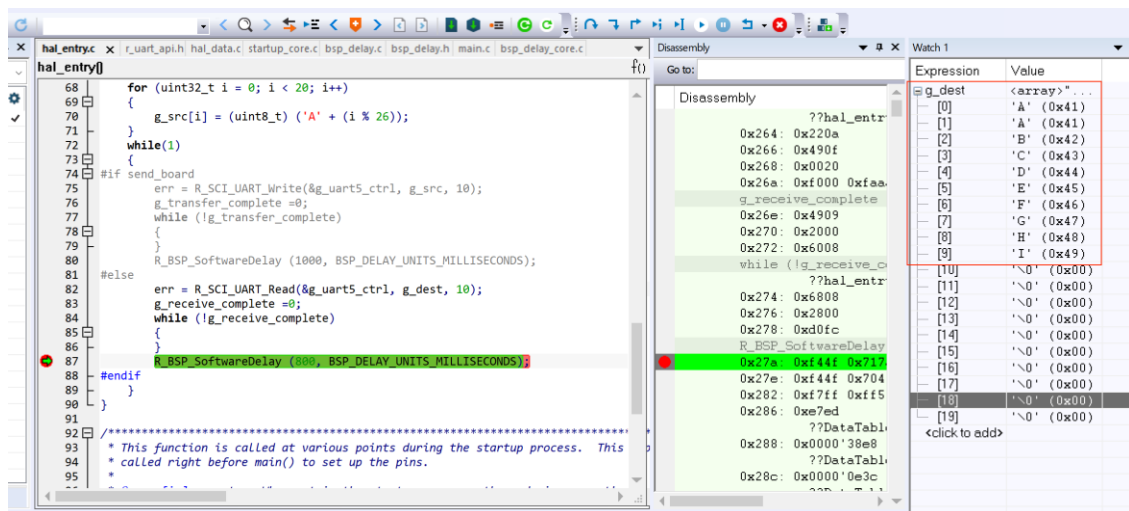 hal_entry.c
r_uart_api.h
hal_data.c
startup_core.c
bsp_delay.c
bsp_delay.h
main.c
bsp_delay_core.c
hal_entry()
f()
68 for (uint32_t i = 0; i < 20; i++)
69 {
70 g_src[i] = (uint8_t) ('A' + (i % 26));
71 }
72 while(1)
73 {
74 #if send_board
75 err = R_SCI_UART_Write(&g_uart5_ctrl, g_src, 10);
76 g_transfer_complete =0;
77 while (!g_transfer_complete)
78 {
79 }
80 R_BSP_SoftwareDelay (1000, BSP_DELAY_UNITS_MILLISECONDS);
81 #else
82 err = R_SCI_UART_Read(&g_uart5_ctrl, g_dest, 10);
83 g_receive_complete =0;
84 while (!g_receive_complete)
85 {
86 }
87 R_BSP_SoftwareDelay (800, BSP_DELAY_UNITS_MILLISECONDS);
88 #endif
89 }
90 }
91
92 /*****************************************************************
93 * This function is called at various points during the startup process. This
94 * called right before main() to set up the pins.
95 *
Disassembly
Go to:
Disassembly
??hal_entr
0x264: 0x220a
0x266: 0x490f
0x268: 0x0020
0x26a: 0xf000 0xfaa
g_receive_complete
0x26e: 0x4909
0x270: 0x2000
0x272: 0x6008
while (!g_receive_c
??hal_entr
0x274: 0x6808
0x276: 0x2800
0x278: 0xd0fc
R_BSP_SoftwareDelay
0x27a: 0xf44f 0x717
0x27e: 0xf44f 0x704
0x282: 0xf7ff 0xff5
0x286: 0xe7ed
??DataTabl
0x288: 0x0000'38e8
??DataTabl
0x28c: 0x0000'0e3c
Watch 1
Expression Value
g_dest <array>"...
[0] 'A' (0x41)
[1] 'A' (0x41)
[2] 'B' (0x42)
[3] 'C' (0x43)
[4] 'D' (0x44)
[5] 'E' (0x45)
[6] 'F' (0x46)
[7] 'G' (0x47)
[8] 'H' (0x48)
[9] 'I' (0x49)
[10] '\0' (0x00)
[11] '\0' (0x00)
[12] '\0' (0x00)
[13] '\0' (0x00)
[14] '\0' (0x00)
[15] '\0' (0x00)
[16] '\0' (0x00)
[17] '\0' (0x00)
[18] '\0' (0x00)
[19] '\0' (0x00)
<click to add>